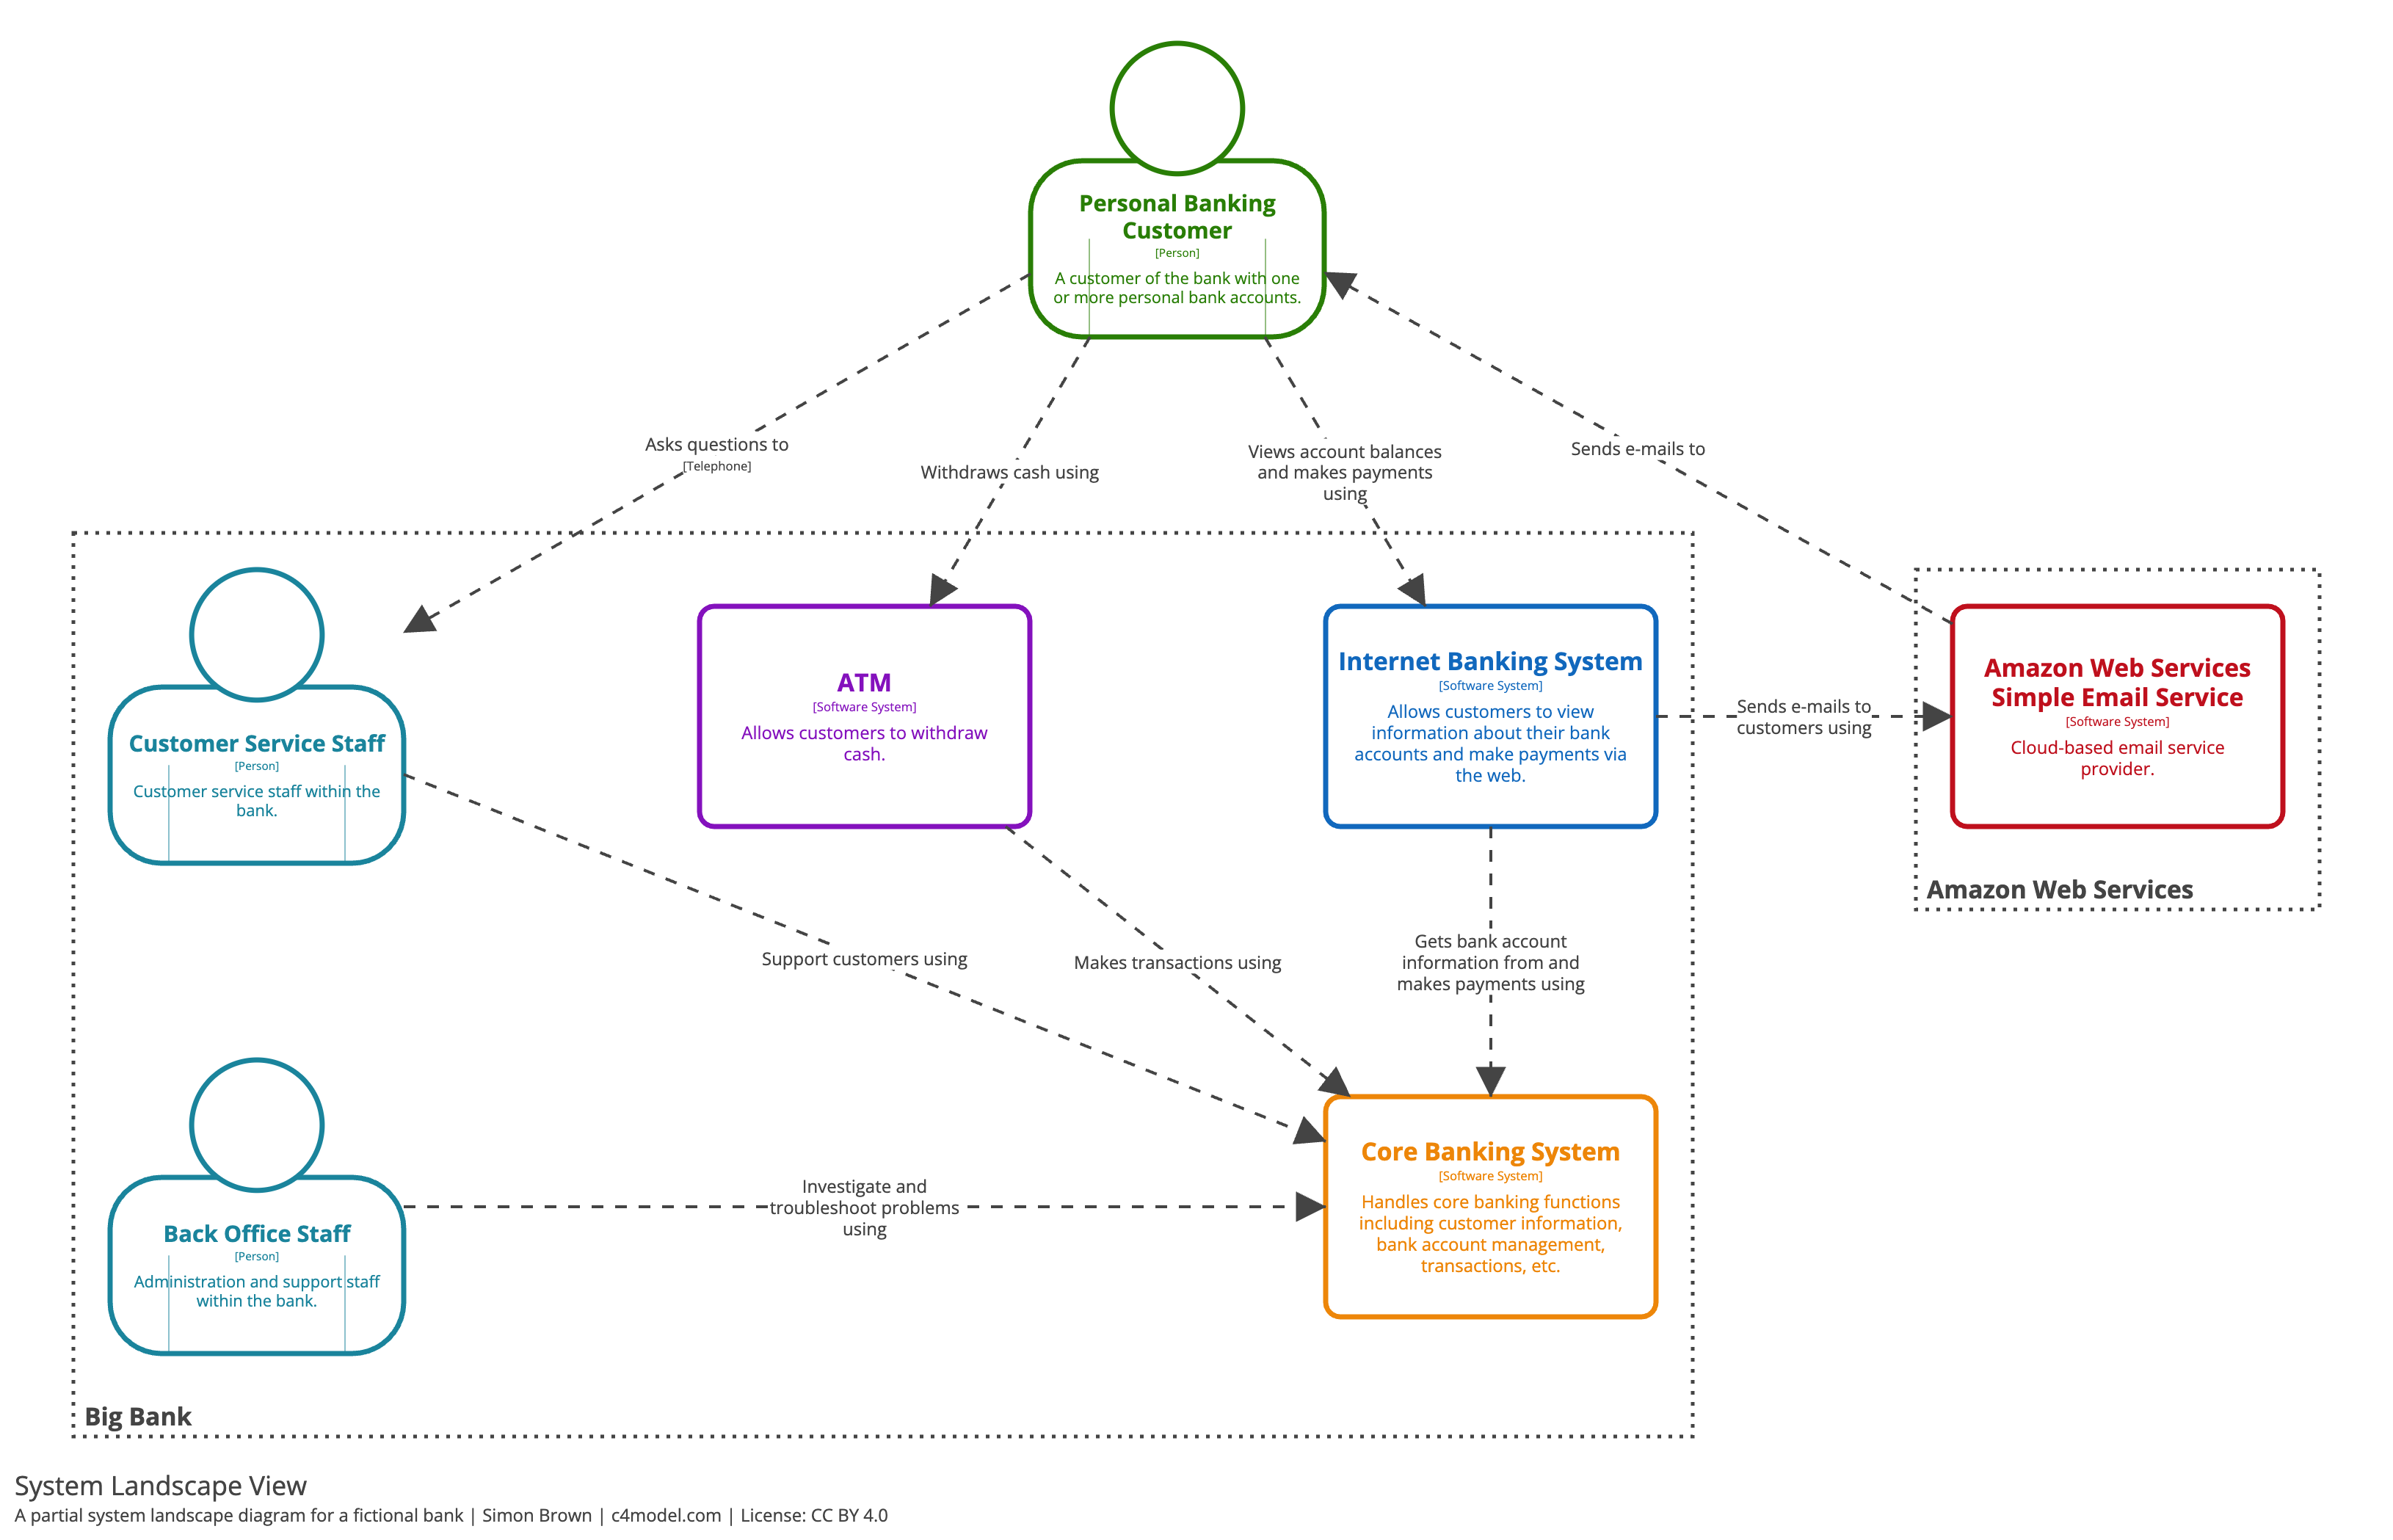 Personal Banking
Customer
[Person]
A customer of the bank with one
or more personal bank accounts.
Asks questions to
[Telephone]
Withdraws cash using
Views account balances
and makes payments
using
Sends e-mails to
Customer Service Staff
[Person]
Customer service staff within the
bank.
ATM
[Software System]
Allows customers to withdraw
cash.
Internet Banking System
[Software System]
Allows customers to view
information about their bank
accounts and make payments via
the web.
Sends e-mails to
customers using
Amazon Web Services
Simple Email Service
[Software System]
Cloud-based email service
provider.
Amazon Web Services
Support customers using
Makes transactions using
Gets bank account
information from and
makes payments using
Back Office Staff
[Person]
Administration and support staff
within the bank.
Investigate and
troubleshoot problems
using
Core Banking System
[Software System]
Handles core banking functions
including customer information,
bank account management,
transactions, etc.
Big Bank
System Landscape View
A partial system landscape diagram for a fictional bank | Simon Brown | c4model.com | License: CC BY 4.0